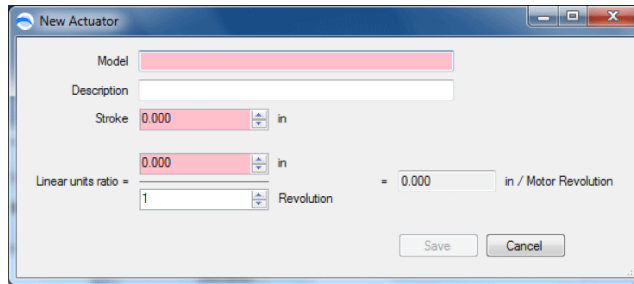 New Actuator
Model
Description
Stroke 0.000 in
0.000 in
Linear units ratio = = 0.000 in / Motor Revolution
1 Revolution
Save Cancel